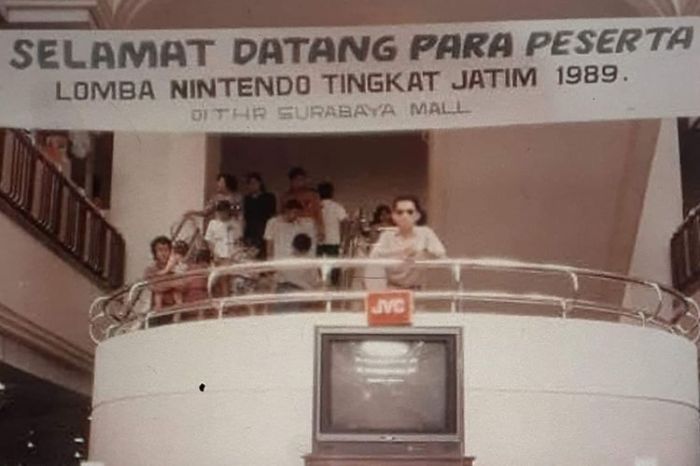 SELAMAT DATANG PARA PESERTA
LOMBA NINTENDO TINGKAT JATIM 1989.
DI THR SURABAYA MALL
JVC